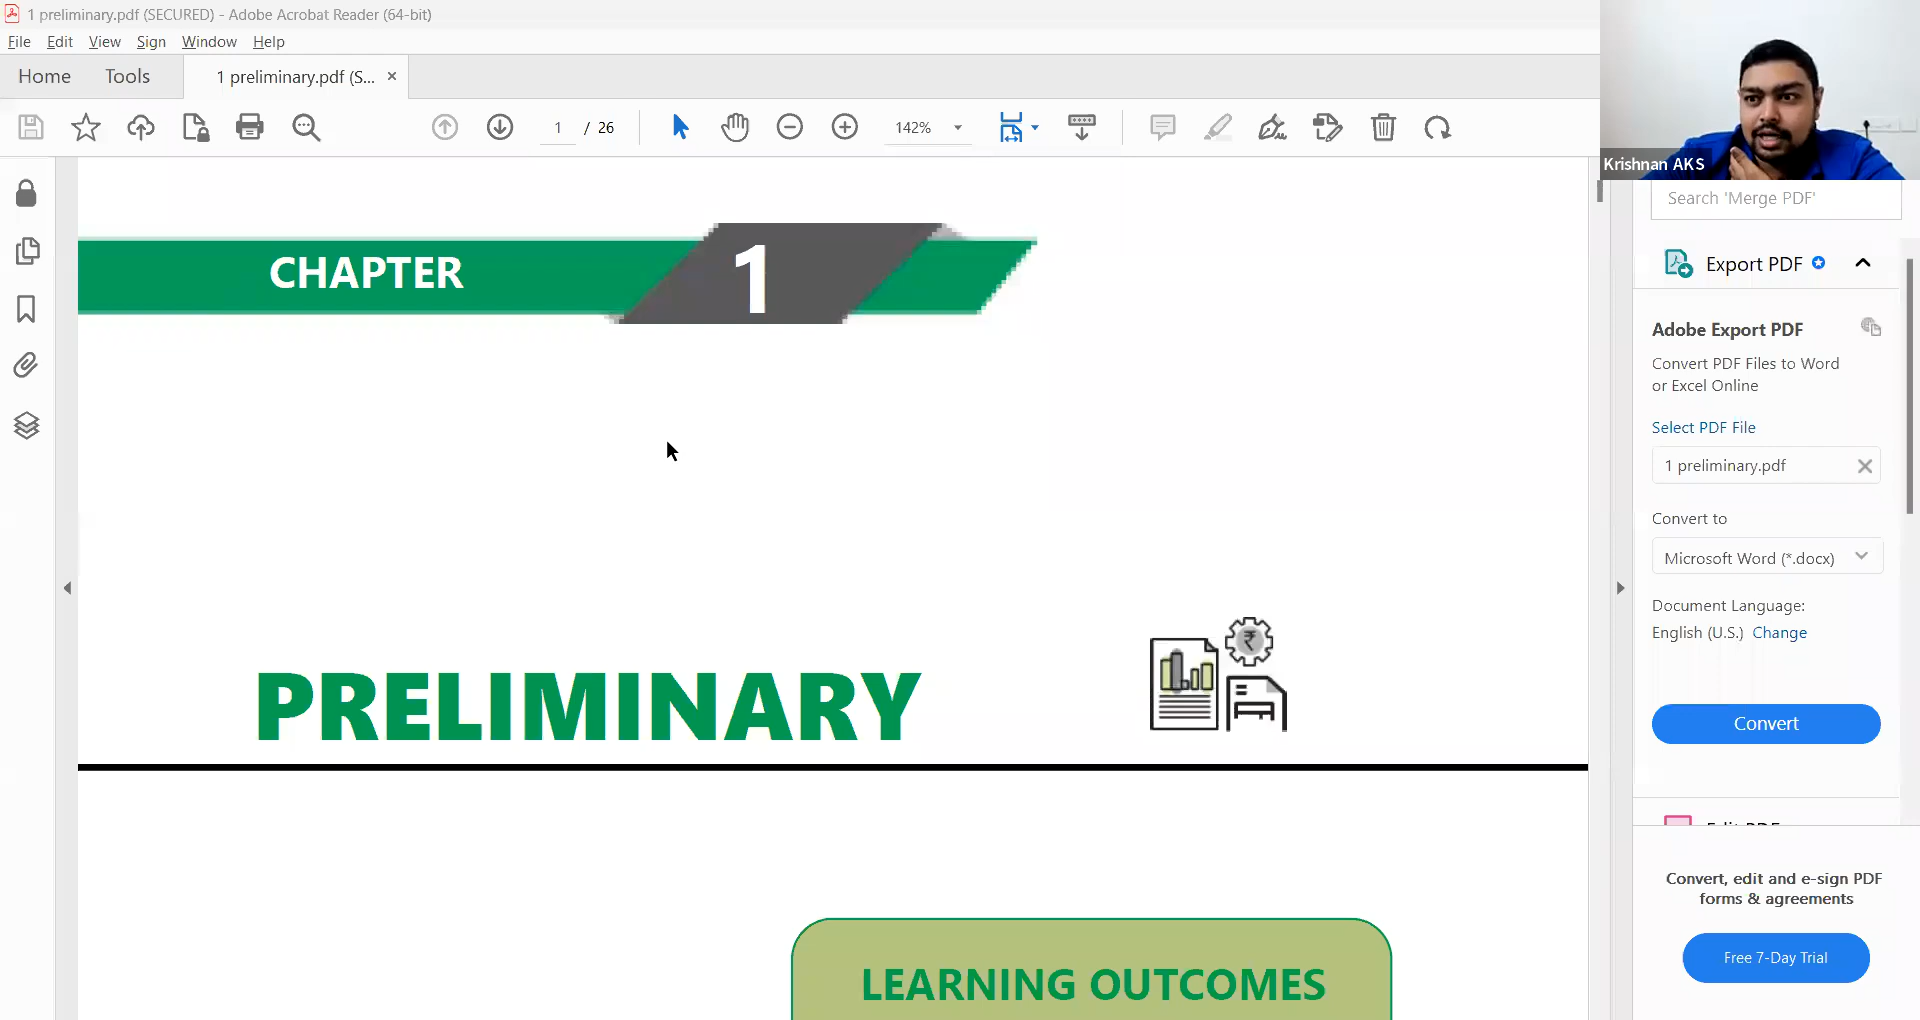 1 preliminary.pdf (SECURED) - Adobe Acrobat Reader (64-bit)
File Edit View Sign Window Help
Home Tools 1 preliminary.pdf (S... ×
1 / 26 142%
Krishnan AKS
Search 'Merge PDF'
CHAPTER 1
Export PDF
Adobe Export PDF
Convert PDF Files to Word
or Excel Online
Select PDF File
1 preliminary.pdf
Convert to
Microsoft Word (*.docx)
Document Language:
English (U.S.) Change
₹
PRELIMINARY
Convert
Convert, edit and e-sign PDF
forms & agreements
Free 7-Day Trial
LEARNING OUTCOMES